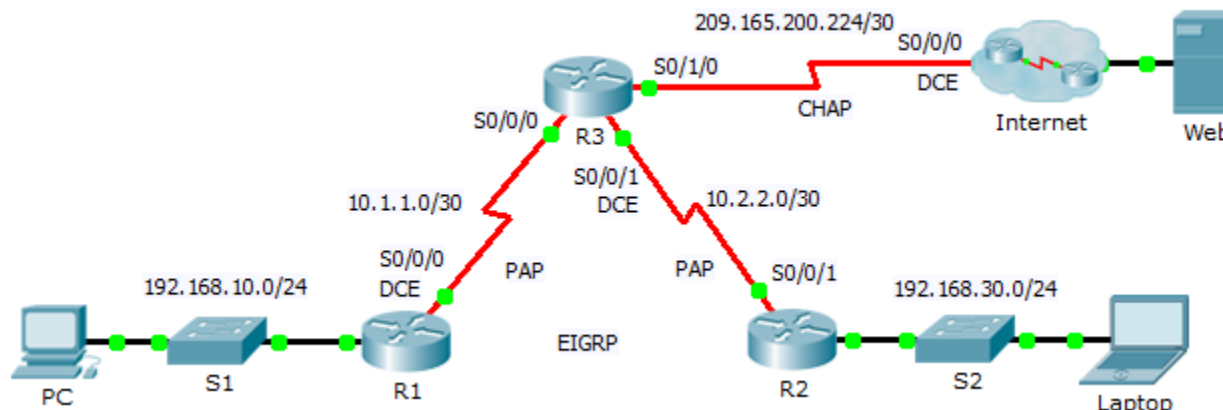 209.165.200.224/30
S0/0/0
S0/1/0
DCE
CHAP
Internet
Web
S0/0/0
R3
S0/0/1
DCE
10.1.1.0/30
10.2.2.0/30
S0/0/0
DCE
PAP
PAP
S0/0/1
192.168.10.0/24
192.168.30.0/24
EIGRP
PC
S1
R1
R2
S2
Laptop